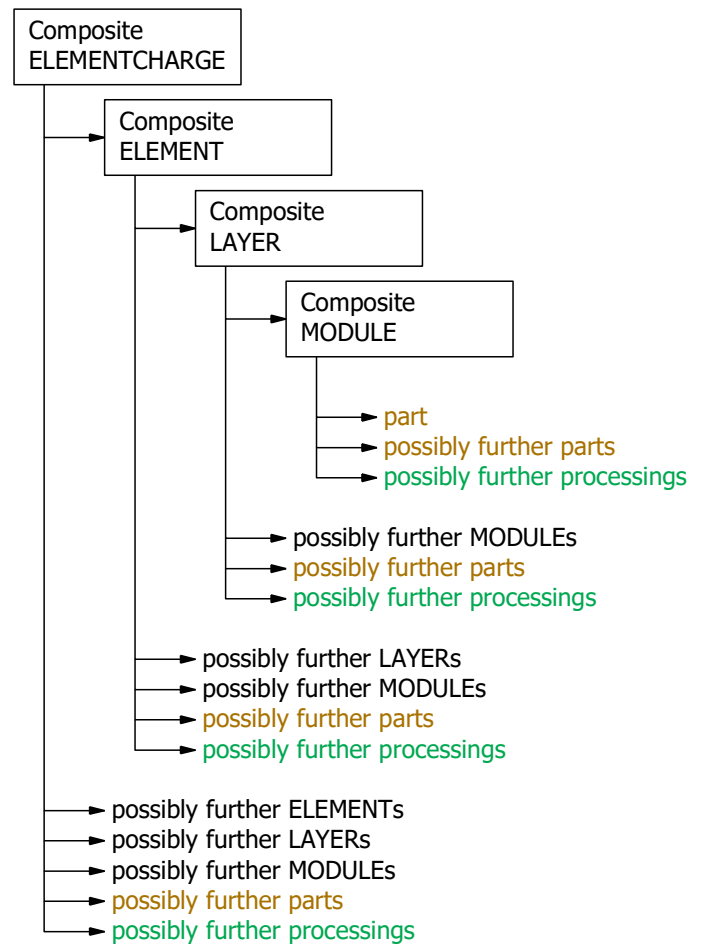 Composite
ELEMENTCHARGE
Composite
ELEMENT
Composite
LAYER
Composite
MODULE
part
possibly further parts
possibly further processings
possibly further MODULEs
possibly further parts
possibly further processings
possibly further LAYERs
possibly further MODULEs
possibly further parts
possibly further processings
possibly further ELEMENTs
possibly further LAYERs
possibly further MODULEs
possibly further parts
possibly further processings